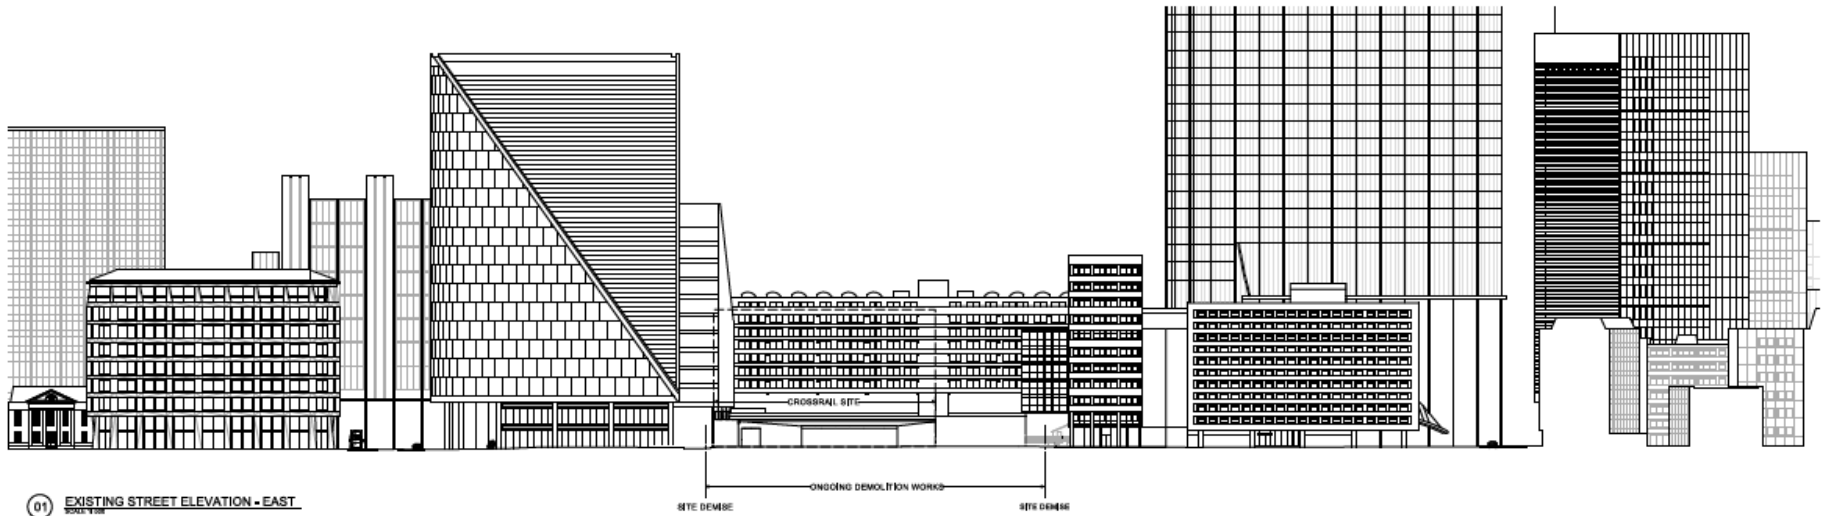 CROSSRAIL SITE
ONGOING DEMOLITION WORKS
SITE DEMISE
SITE DEMISE
01
EXISTING STREET ELEVATION - EAST